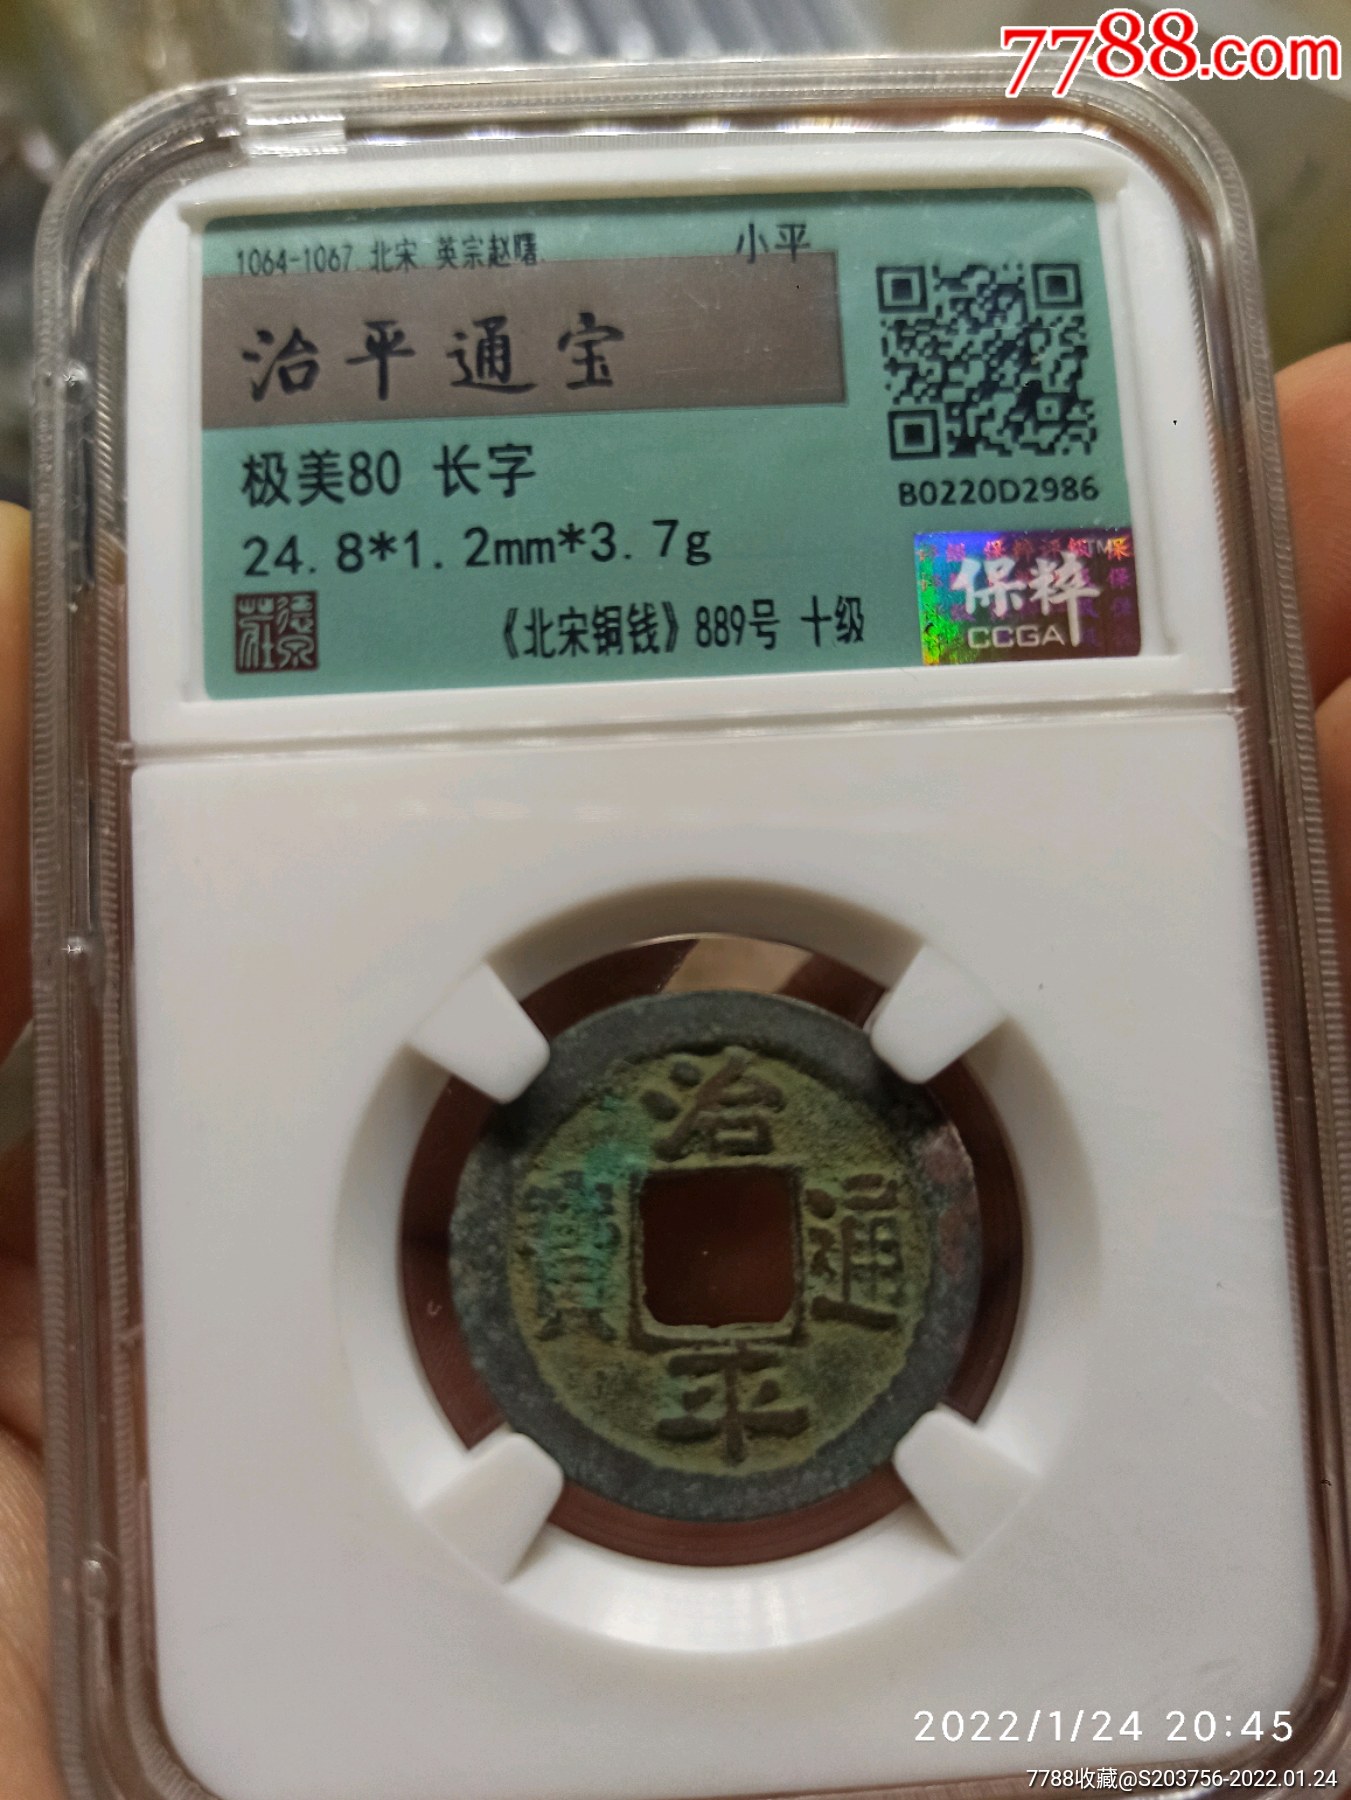 7788.com
1064-1067 北宋 英宗赵曙 小平
治平通宝
极美80 长字
24.8*1.2mm*3.7g
B0220D2986
《北宋铜钱》889号 十级
保粹
CCGA
治平通寳
2022/1/24 20:45
7788收藏@S203756-2022.01.24